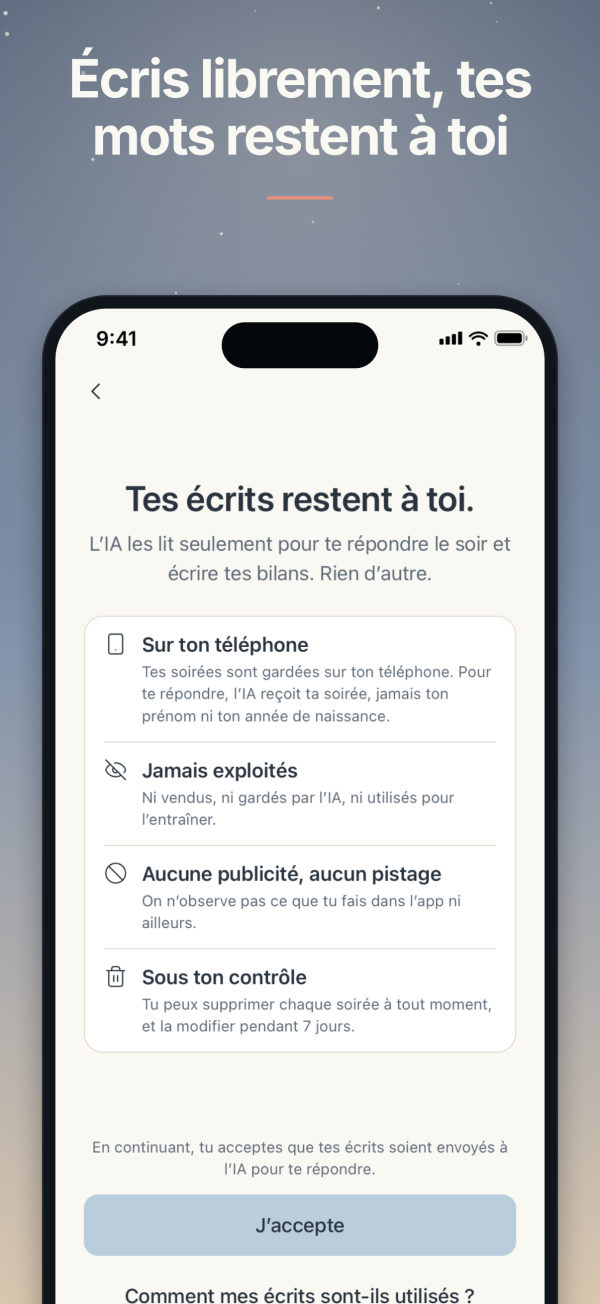 Écris librement, tes
mots restent à toi
9:41
Tes écrits restent à toi.
L’IA les lit seulement pour te répondre le soir et
écrire tes bilans. Rien d’autre.
Sur ton téléphone
Tes soirées sont gardées sur ton téléphone. Pour
te répondre, l’IA reçoit ta soirée, jamais ton
prénom ni ton année de naissance.
Jamais exploités
Ni vendus, ni gardés par l’IA, ni utilisés pour
l’entraîner.
Aucune publicité, aucun pistage
On n’observe pas ce que tu fais dans l’app ni
ailleurs.
Sous ton contrôle
Tu peux supprimer chaque soirée à tout moment,
et la modifier pendant 7 jours.
En continuant, tu acceptes que tes écrits soient envoyés à
l’IA pour te répondre.
J’accepte
Comment mes écrits sont-ils utilisés ?